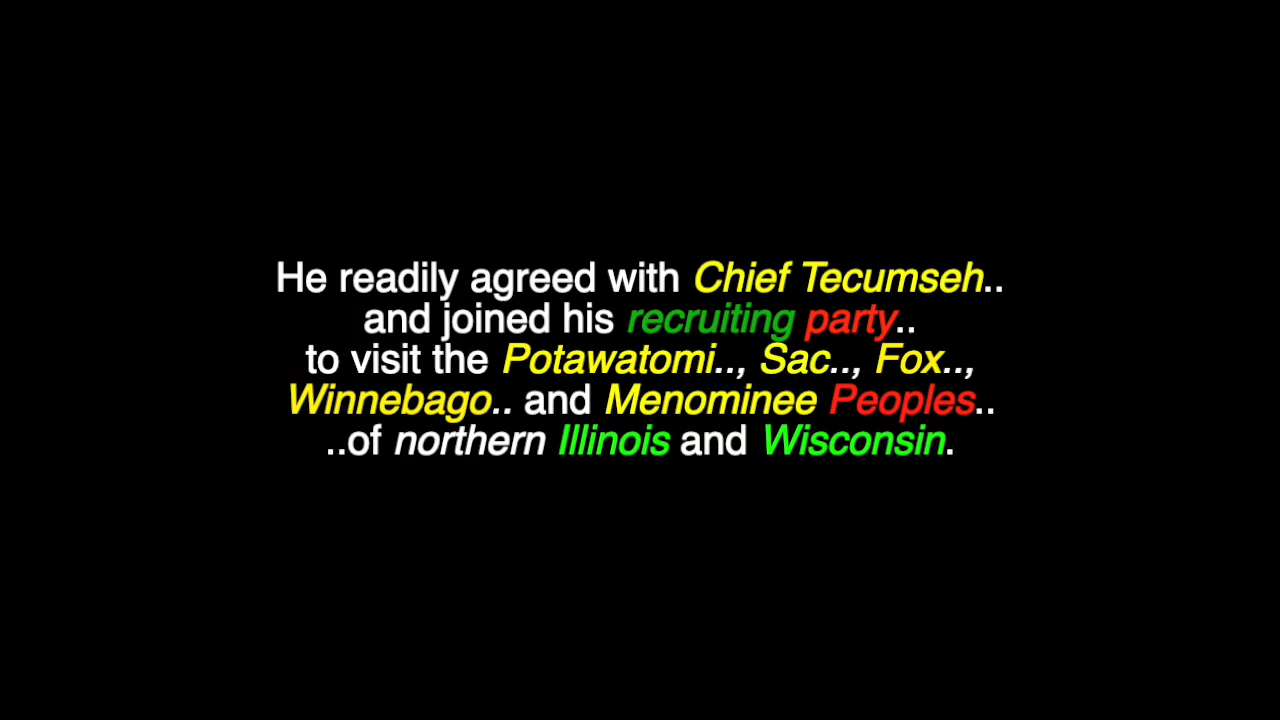 He readily agreed with Chief Tecumseh..
and joined his recruiting party..
to visit the Potawatomi.., Sac.., Fox..,
Winnebago.. and Menominee Peoples..
..of northern Illinois and Wisconsin.